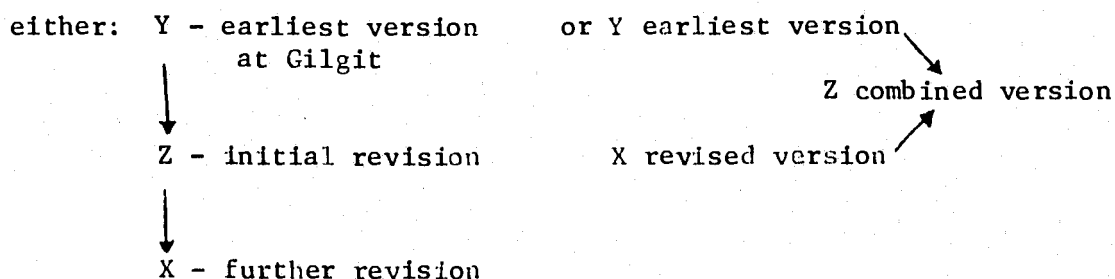 either: Y - earliest version or Y earliest version
at Gilgit
Z combined version
Z - initial revision X revised version
X - further revision